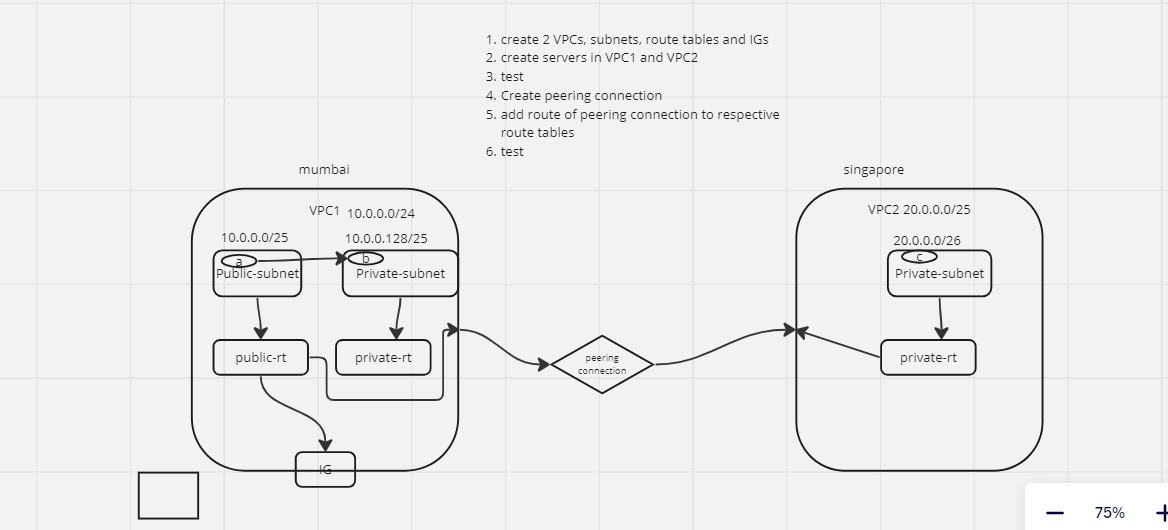 1. create 2 VPCs, subnets, route tables and IGs
2. create servers in VPC1 and VPC2
3. test
4. Create peering connection
5. add route of peering connection to respective
route tables
6. test
mumbai
singapore
VPC1 10.0.0.0/24
VPC2 20.0.0.0/25
10.0.0.0/25
10.0.0.128/25
20.0.0.0/26
a
b
c
Public-subnet
Private-subnet
Private-subnet
public-rt
private-rt
peering
connection
private-rt
IG
75%